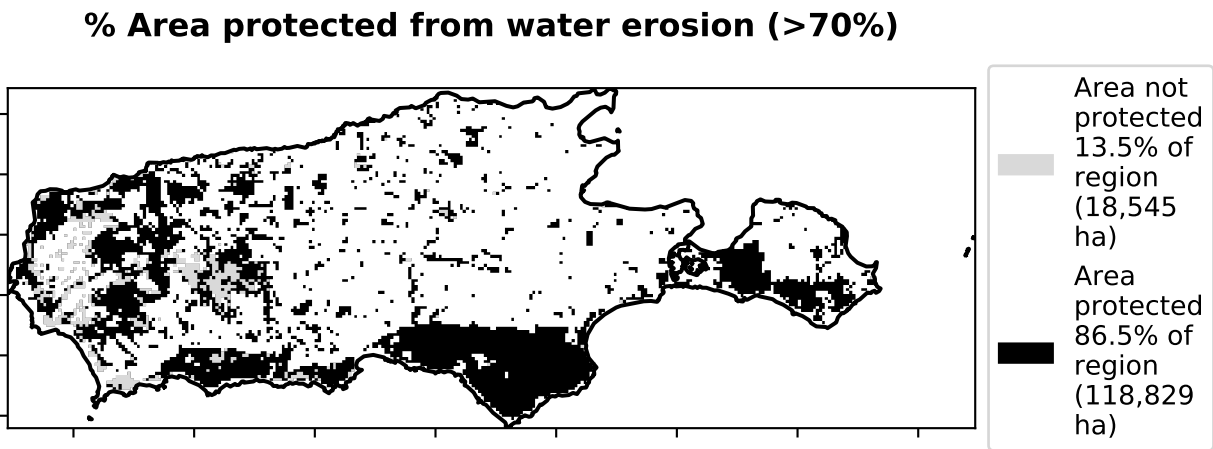 % Area protected from water erosion (>70%)
Area not
protected
13.5% of
region
(18,545
ha)
Area
protected
86.5% of
region
(118,829
ha)